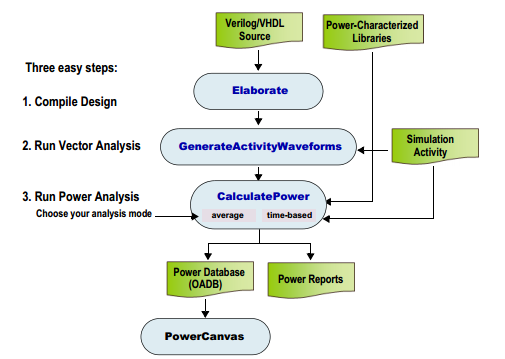 Verilog/VHDL
Source
Power-Characterized
Libraries
Three easy steps:
Elaborate
1. Compile Design
2. Run Vector Analysis
GenerateActivityWaveforms
Simulation
Activity
3. Run Power Analysis
CalculatePower
Choose your analysis mode
average
time-based
Power Database
(OADB)
Power Reports
PowerCanvas